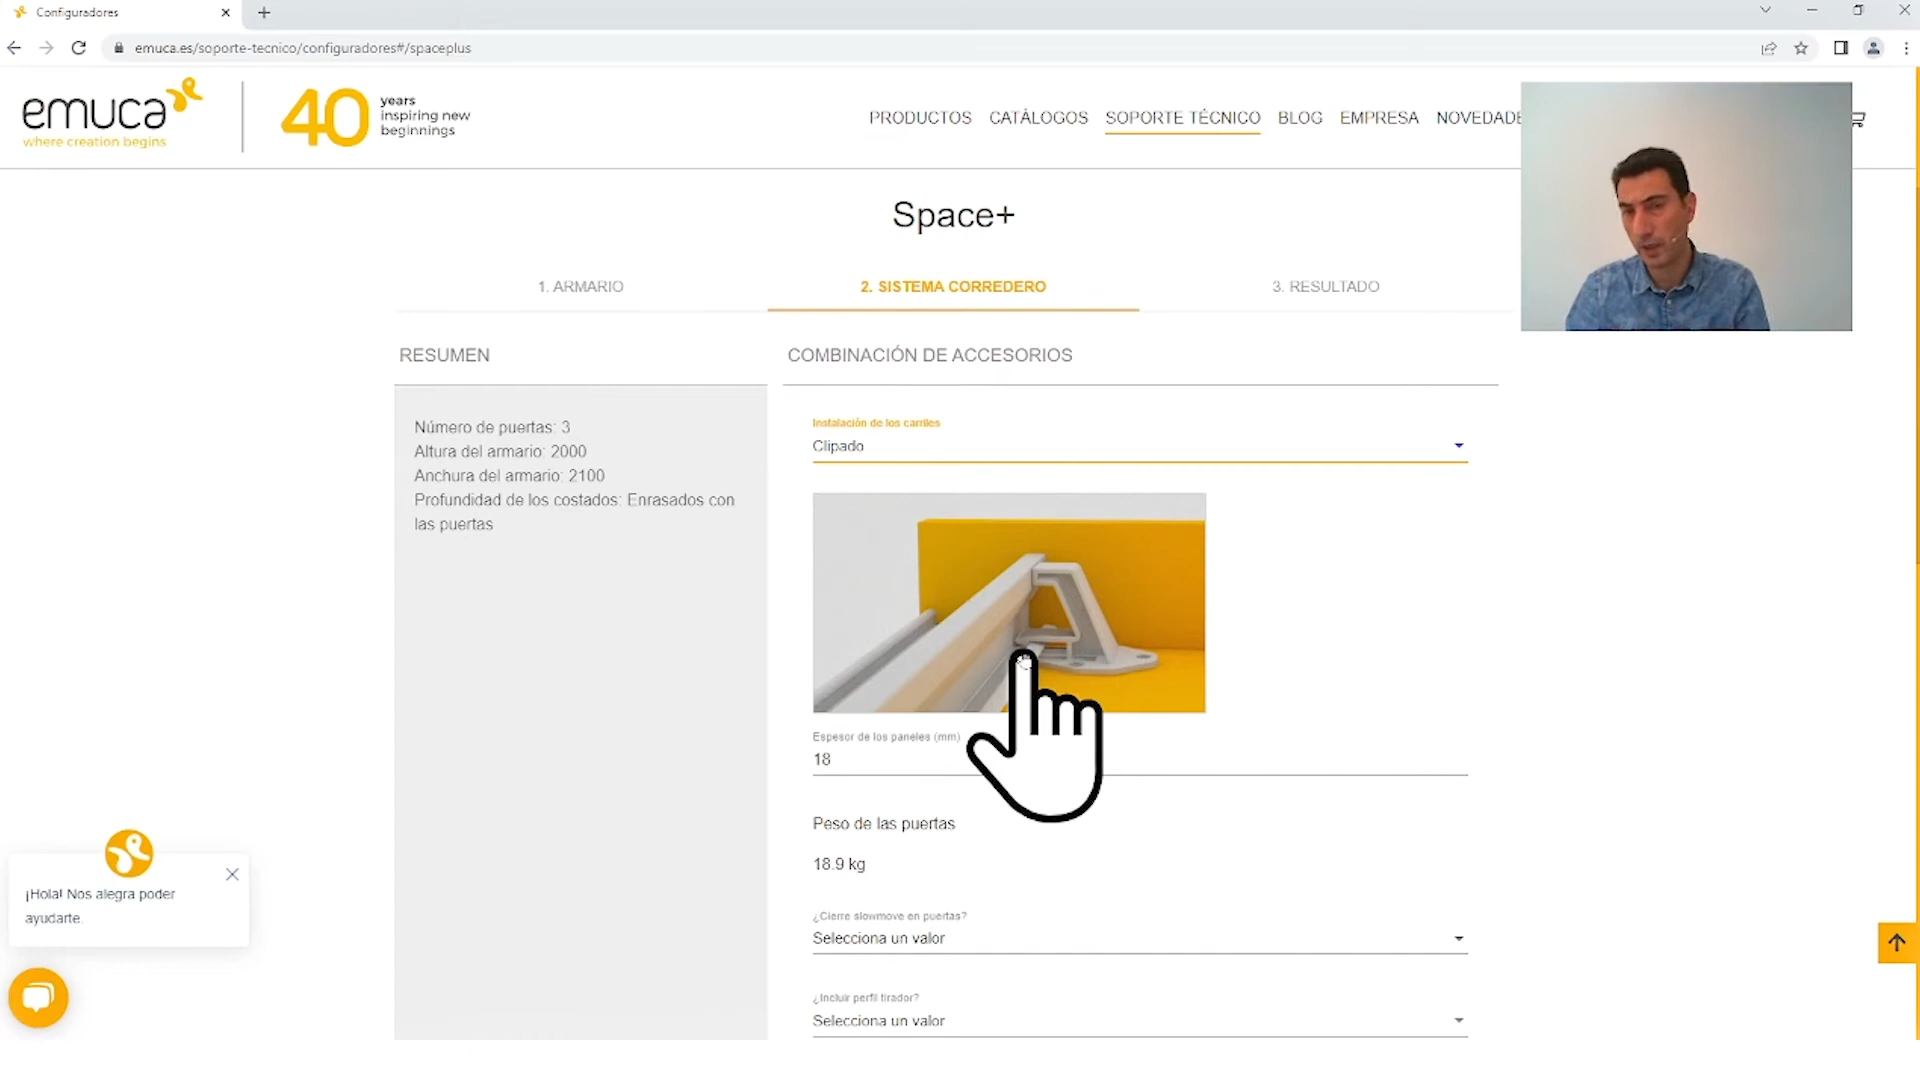 Configuradores
emuca.es/soporte-tecnico/configuradores#/spaceplus
emuca
where creation begins
40 years
inspiring new
beginnings
PRODUCTOS CATÁLOGOS SOPORTE TÉCNICO BLOG EMPRESA NOVEDADE
Space+
1. ARMARIO 2. SISTEMA CORREDERO 3. RESULTADO
RESUMEN
Número de puertas: 3
Altura del armario: 2000
Anchura del armario: 2100
Profundidad de los costados: Enrasados con
las puertas
COMBINACIÓN DE ACCESORIOS
Instalación de los carriles
Clipado
Espesor de los paneles (mm)
18
Peso de las puertas
18.9 kg
¿Cierre slowmove en puertas?
Selecciona un valor
¿Incluir perfil tirador?
Selecciona un valor
¡Hola! Nos alegra poder
ayudarte.